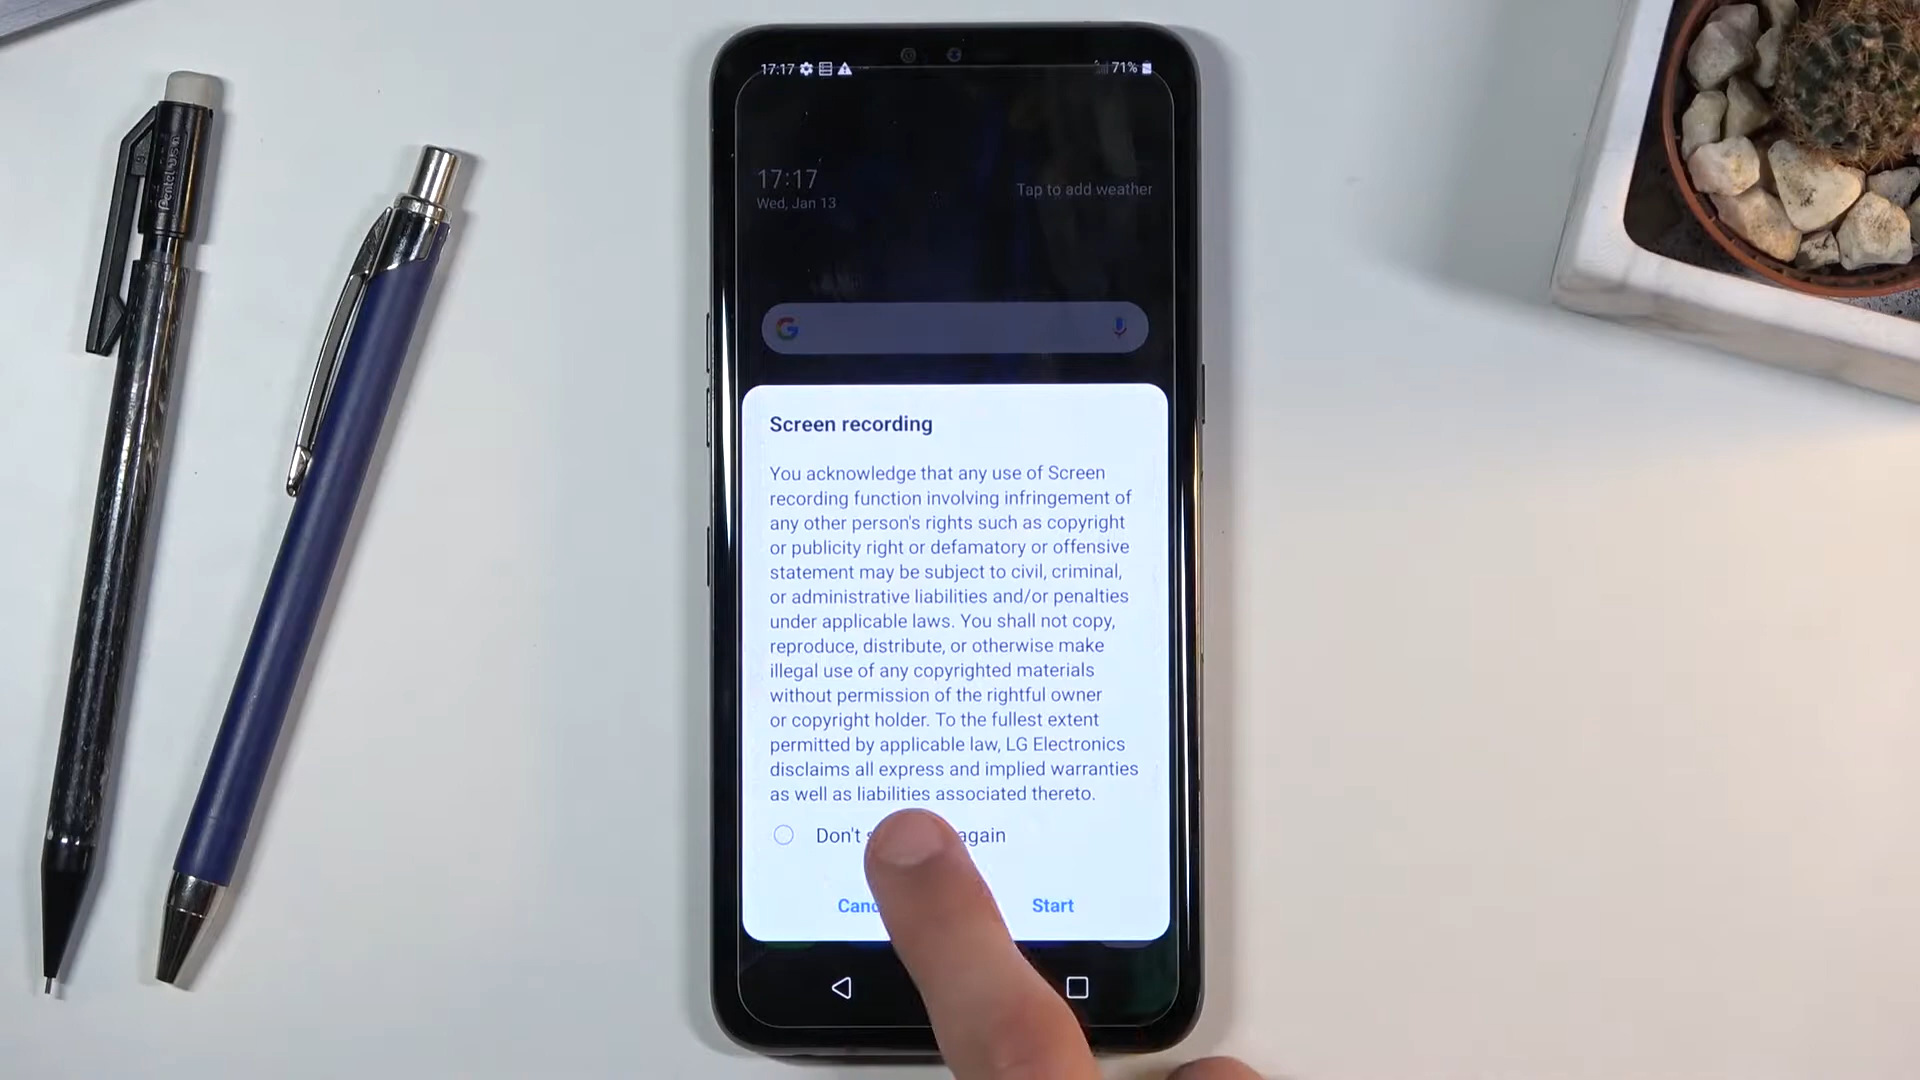 Pentel
17:17
71%
17:17
Wed, Jan 13
Tap to add weather
Screen recording
You acknowledge that any use of Screen
recording function involving infringement of
any other person's rights such as copyright
or publicity right or defamatory or offensive
statement may be subject to civil, criminal,
or administrative liabilities and/or penalties
under applicable laws. You shall not copy,
reproduce, distribute, or otherwise make
illegal use of any copyrighted materials
without permission of the rightful owner
or copyright holder. To the fullest extent
permitted by applicable law, LG Electronics
disclaims all express and implied warranties
as well as liabilities associated thereto.
Don't again
Start